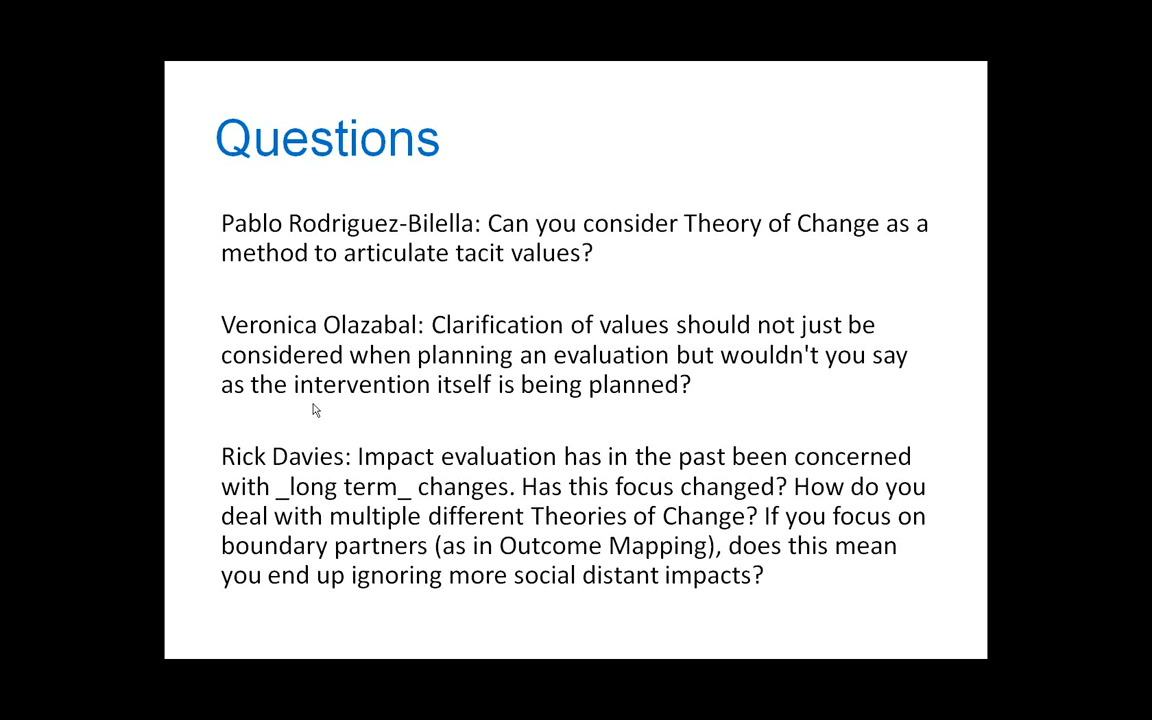 Questions
Pablo Rodriguez-Bilella: Can you consider Theory of Change as a
method to articulate tacit values?
Veronica Olazabal: Clarification of values should not just be
considered when planning an evaluation but wouldn't you say
as the intervention itself is being planned?
Rick Davies: Impact evaluation has in the past been concerned
with _long term_ changes. Has this focus changed? How do you
deal with multiple different Theories of Change? If you focus on
boundary partners (as in Outcome Mapping), does this mean
you end up ignoring more social distant impacts?